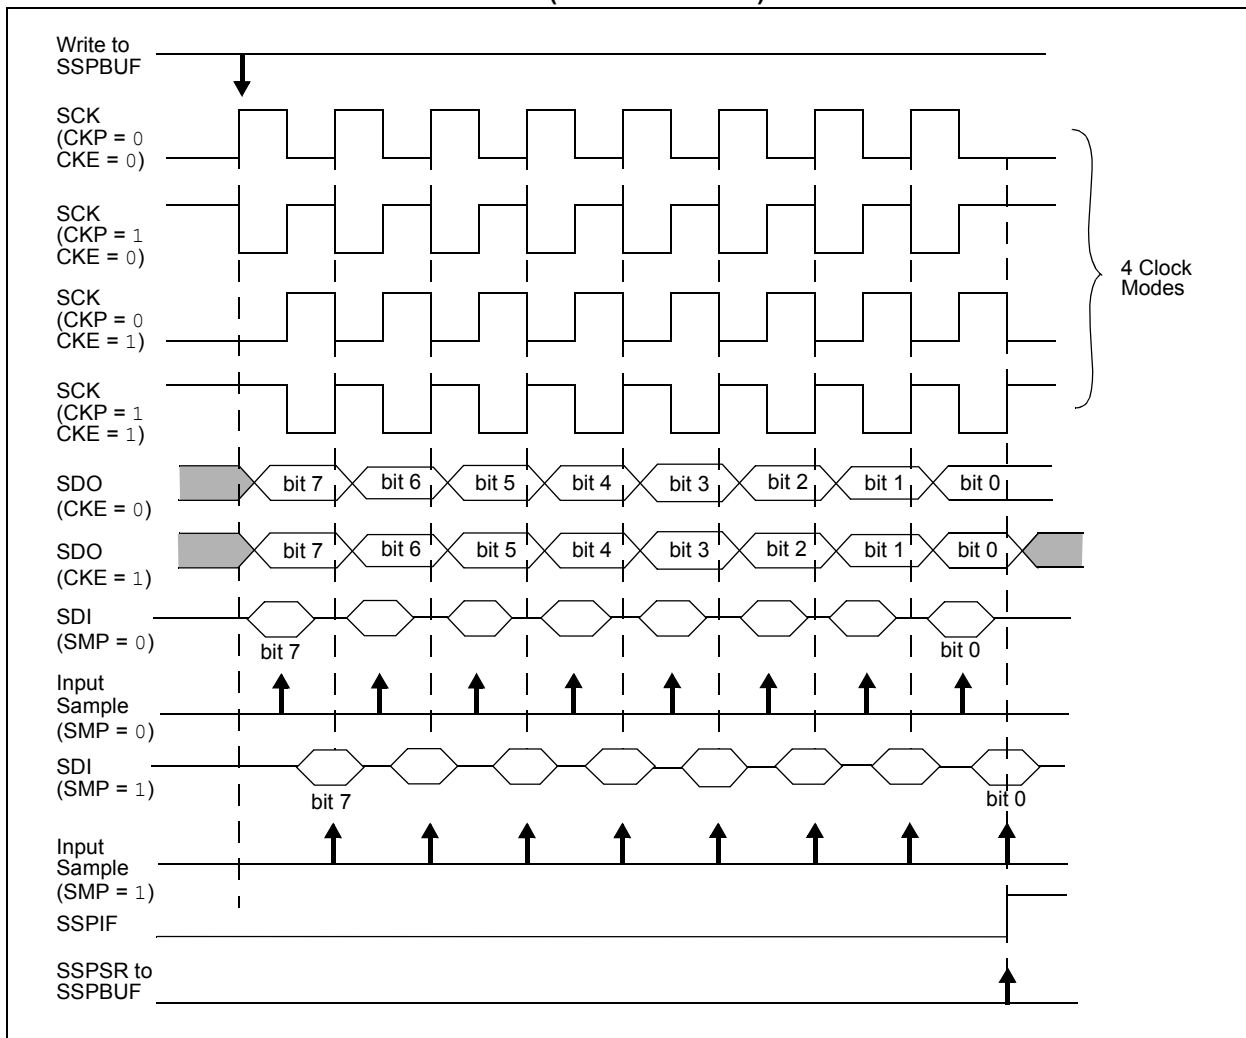 Write to
SSPBUF
SCK
(CKP = 0
CKE = 0)
SCK
(CKP = 1
CKE = 0)
SCK
(CKP = 0
CKE = 1)
SCK
(CKP = 1
CKE = 1)
4 Clock
Modes
SDO
(CKE = 0)
bit 7 bit 6 bit 5 bit 4 bit 3 bit 2 bit 1 bit 0
SDO
(CKE = 1)
bit 7 bit 6 bit 5 bit 4 bit 3 bit 2 bit 1 bit 0
SDI
(SMP = 0)
bit 7 bit 0
Input
Sample
(SMP = 0)
SDI
(SMP = 1)
bit 7 bit 0
Input
Sample
(SMP = 1)
SSPIF
SSPSR to
SSPBUF